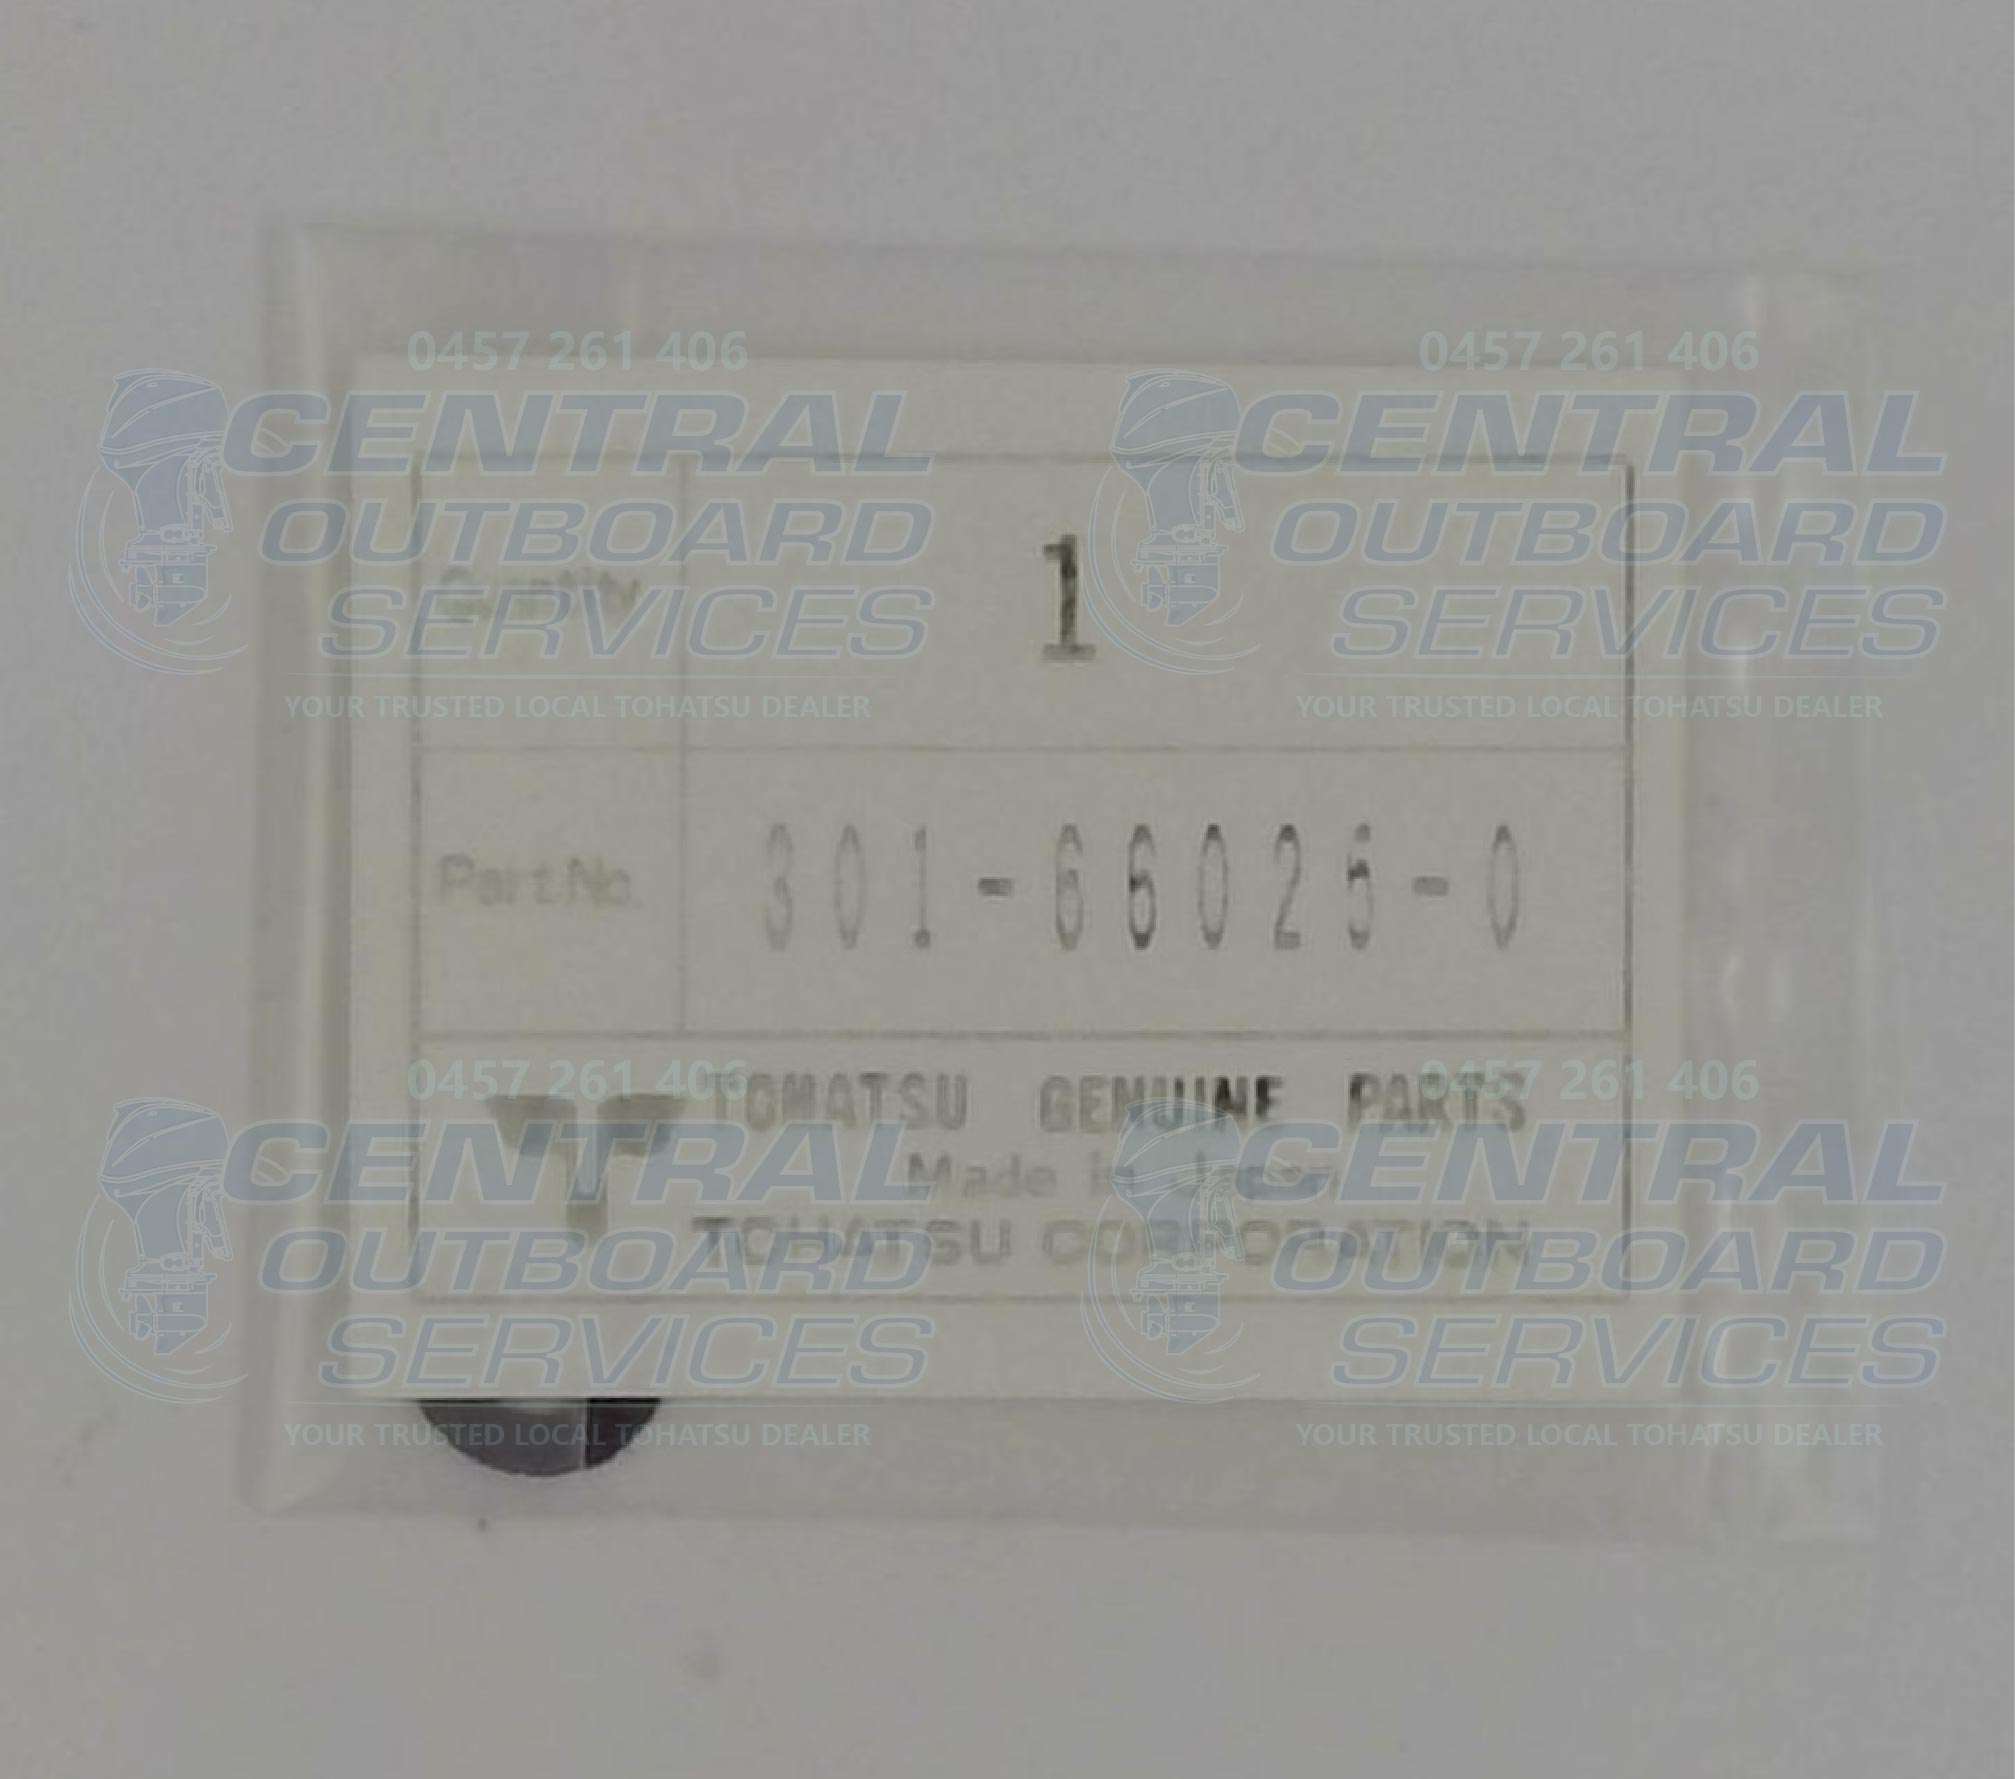 0457 261 406 0457 261 406
CENTRAL CENTRAL
OUTBOARD OUTBOARD
SERVICES SERVICES
YOUR TRUSTED LOCAL TOHATSU DEALER YOUR TRUSTED LOCAL TOHATSU DEALER
Quantity 1
Part No. 301-66025-0
TOHATSU GENUINE PARTS
Made in Japan
TOHATSU CORPORATION
0457 261 406 0457 261 406
CENTRAL CENTRAL
OUTBOARD OUTBOARD
SERVICES SERVICES
YOUR TRUSTED LOCAL TOHATSU DEALER YOUR TRUSTED LOCAL TOHATSU DEALER